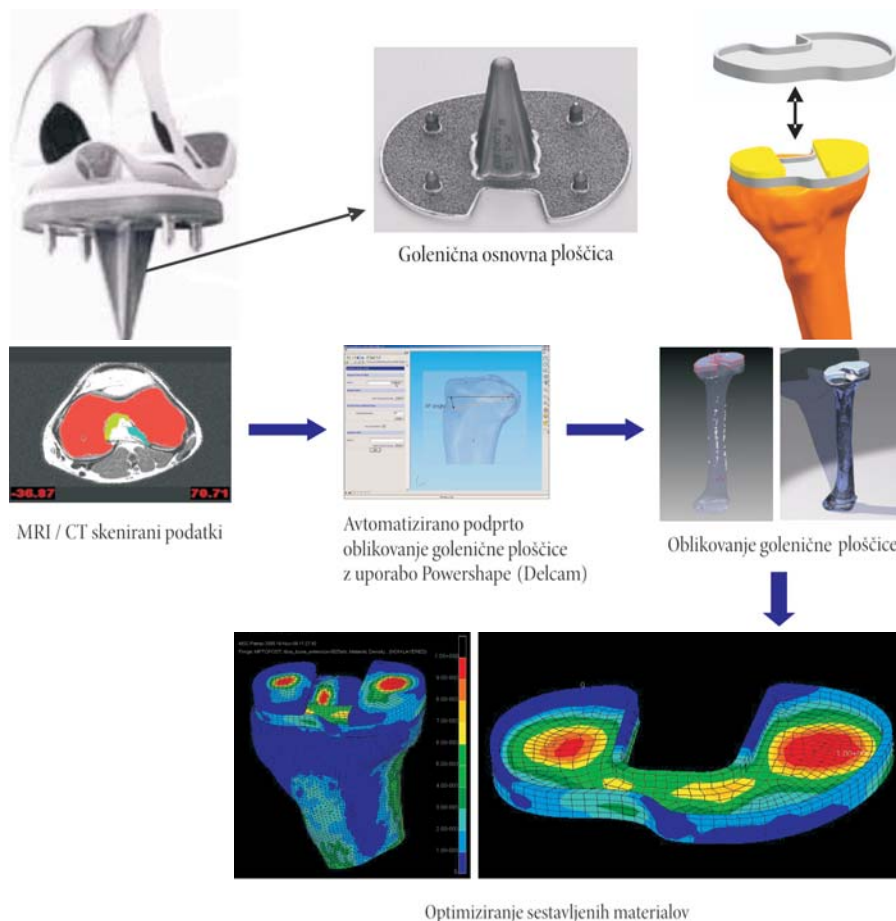 Golenična osnovna ploščica
-36.87
70.71
MRI / CT skenirani podatki
Avtomatizirano podprto
oblikovanje golenične ploščice
z uporabo Powershape (Delcam)
Oblikovanje golenične ploščice
Optimiziranje sestavljenih materialov